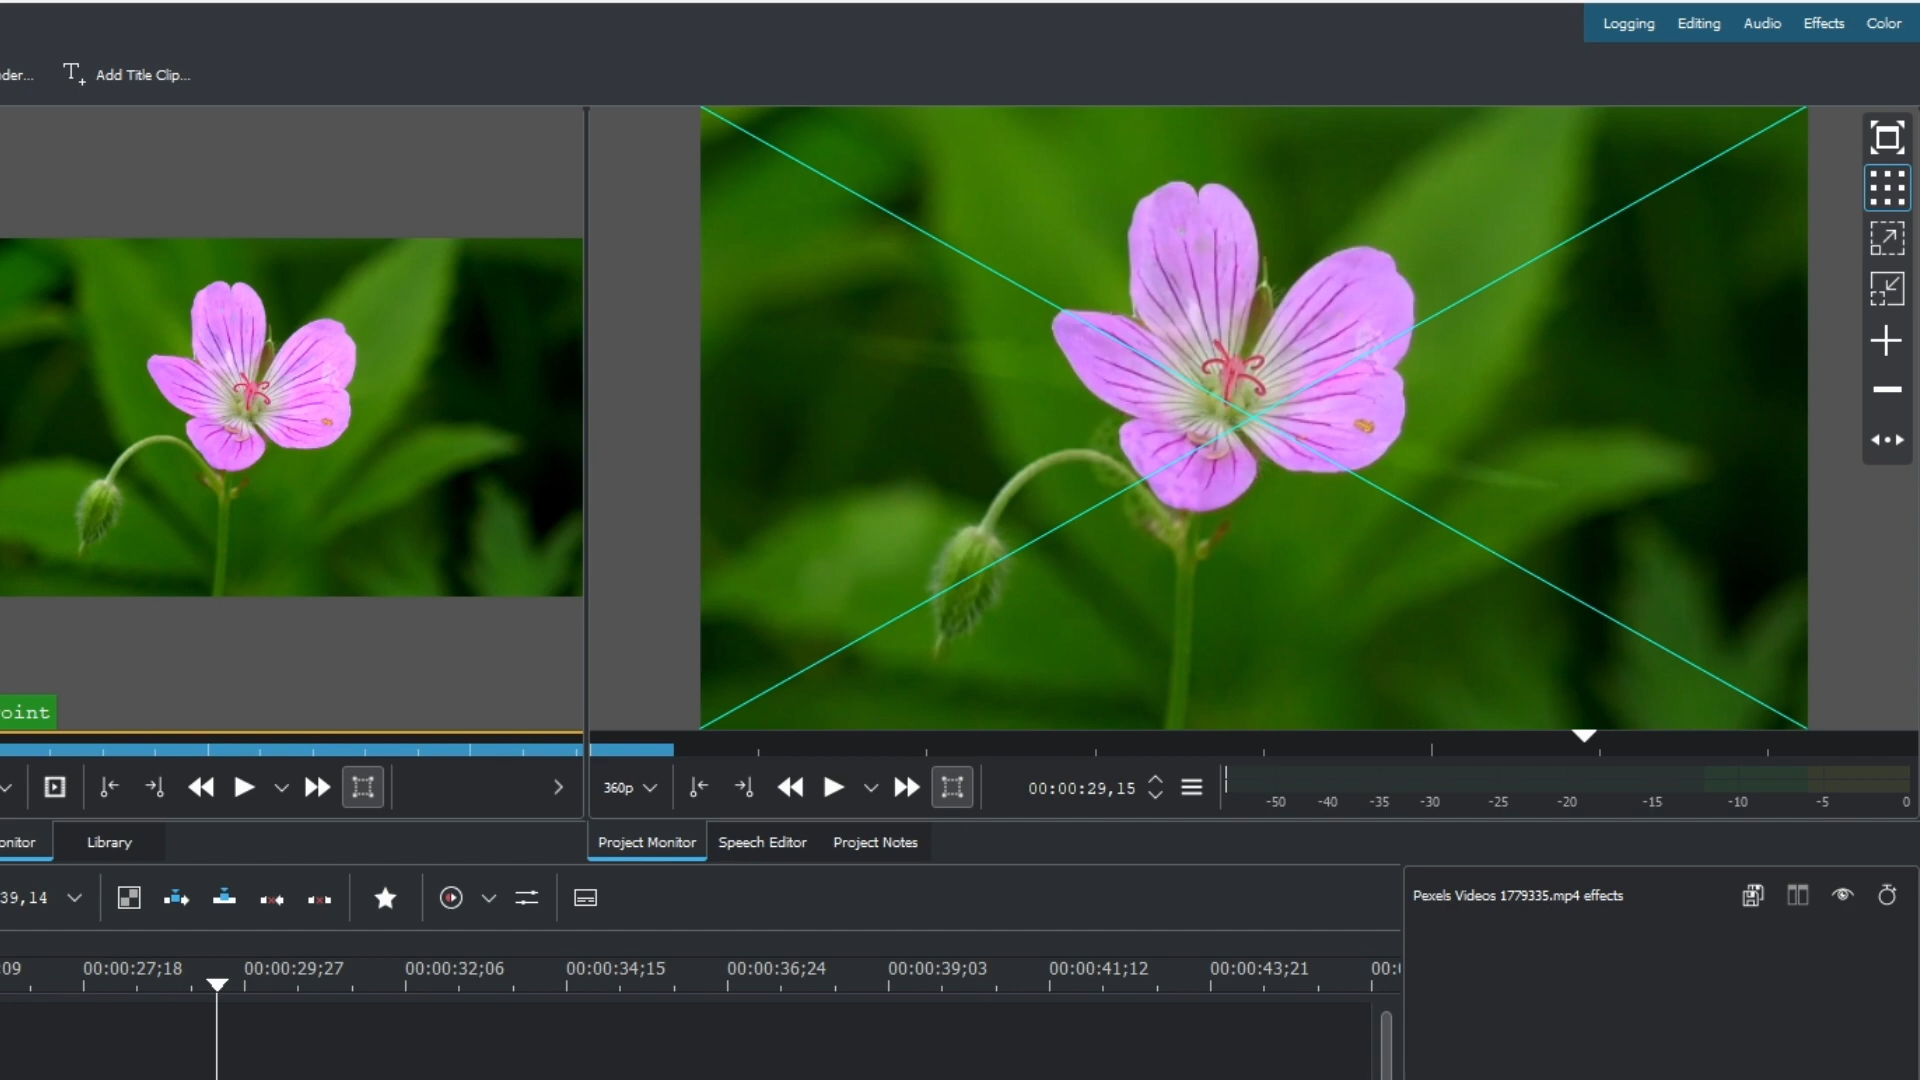 Logging Editing Audio Effects Color
der... Add Title Clip...
oint
360p 00:00:29,15 -50 -40 -35 -30 -25 -20 -15 -10 -5 0
onitor Library Project Monitor Speech Editor Project Notes
39,14
Pexels Videos 1779335.mp4 effects
:09 00:00:27;18 00:00:29;27 00:00:32;06 00:00:34;15 00:00:36;24 00:00:39;03 00:00:41;12 00:00:43;21 00: